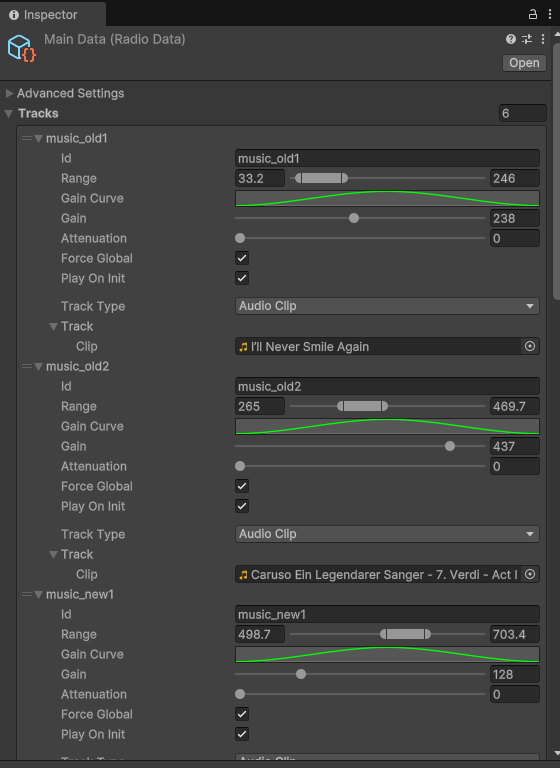 Inspector
Main Data (Radio Data)
Open
Advanced Settings
Tracks 6
music_old1
Id music_old1
Range 33.2 246
Gain Curve
Gain 238
Attenuation 0
Force Global
Play On Init
Track Type Audio Clip
Track
Clip I'll Never Smile Again
music_old2
Id music_old2
Range 265 469.7
Gain Curve
Gain 437
Attenuation 0
Force Global
Play On Init
Track Type Audio Clip
Track
Clip Caruso Ein Legendarer Sanger - 7. Verdi - Act I
music_new1
Id music_new1
Range 498.7 703.4
Gain Curve
Gain 128
Attenuation 0
Force Global
Play On Init
Track Type Audio Clip